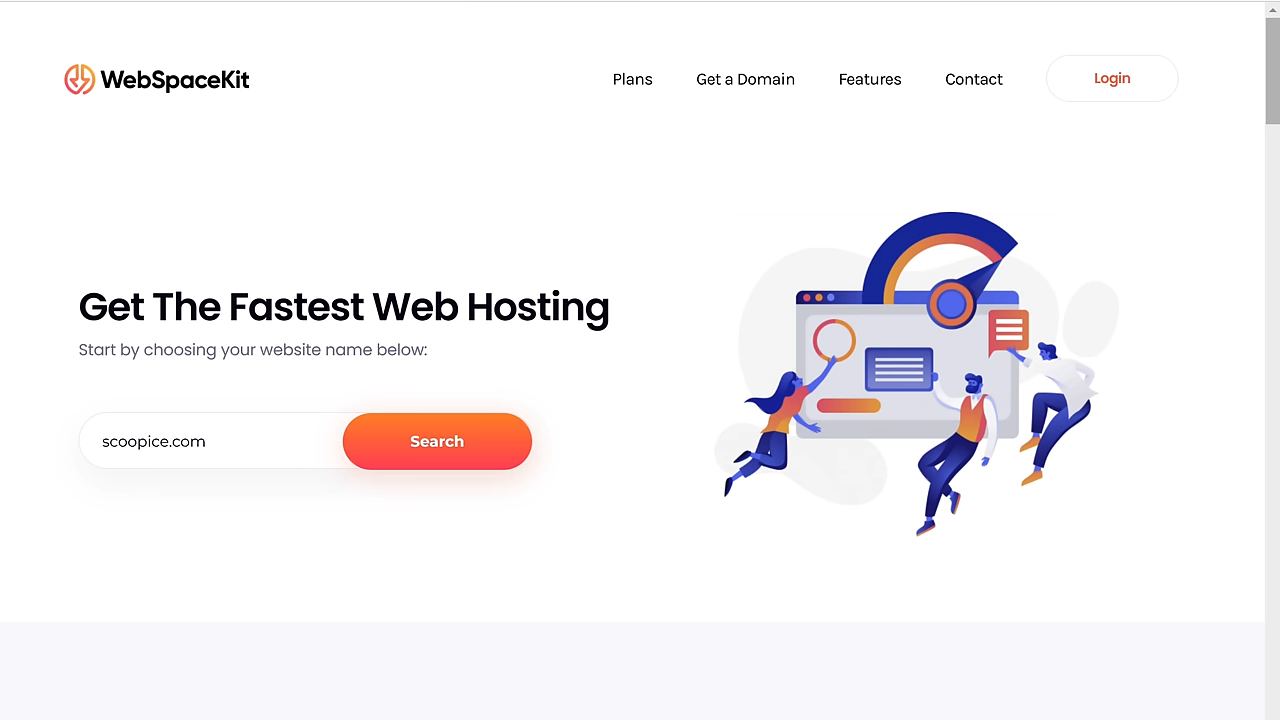 WebSpaceKit
Plans
Get a Domain
Features
Contact
Login
Get The Fastest Web Hosting
Start by choosing your website name below:
scoopice.com
Search